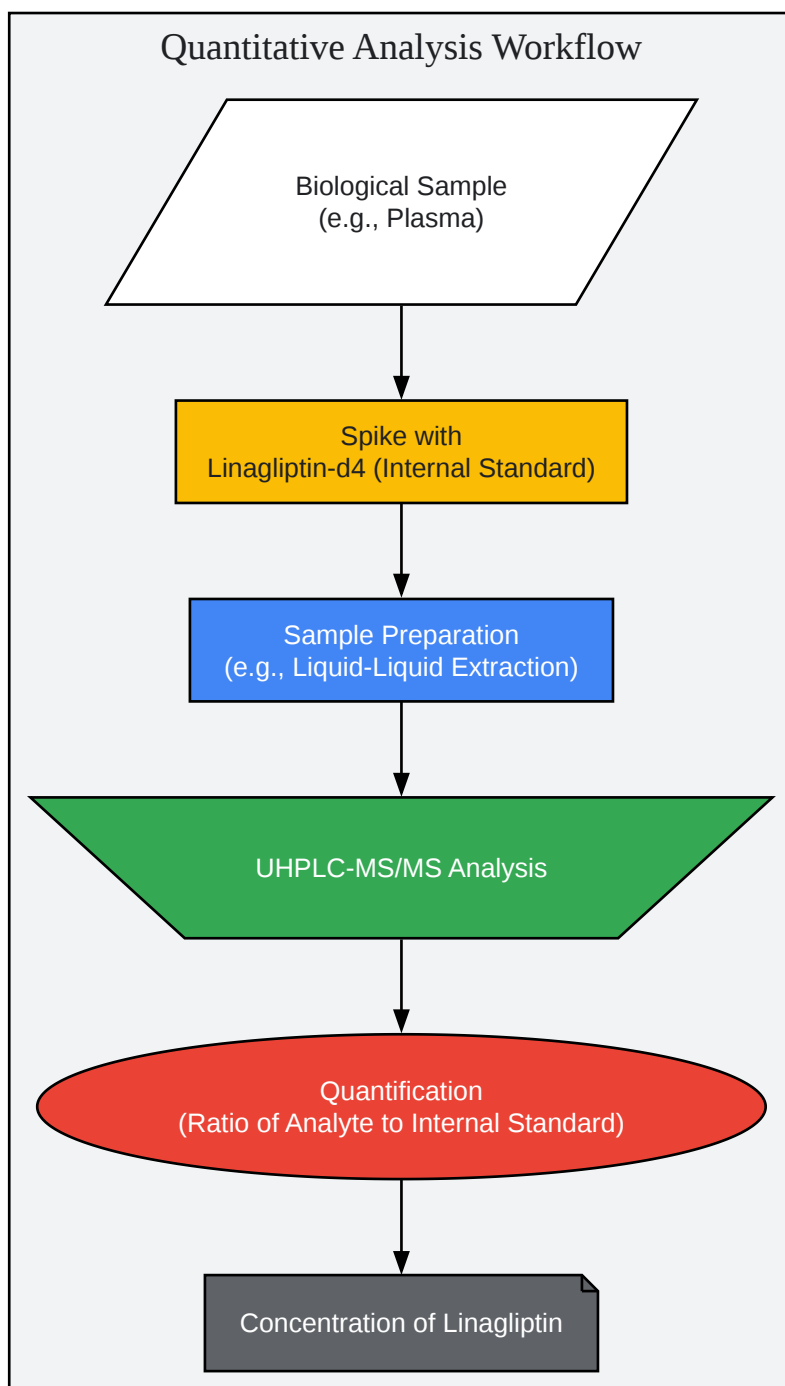 Quantitative Analysis Workflow
Biological Sample
(e.g., Plasma)
Spike with
Linagliptin-d4 (Internal Standard)
Sample Preparation
(e.g., Liquid-Liquid Extraction)
UHPLC-MS/MS Analysis
Quantification
(Ratio of Analyte to Internal Standard)
Concentration of Linagliptin